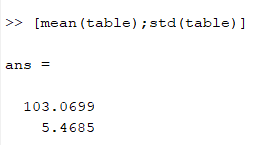 >> [mean(table);std(table)]
ans =
103.0699
5.4685